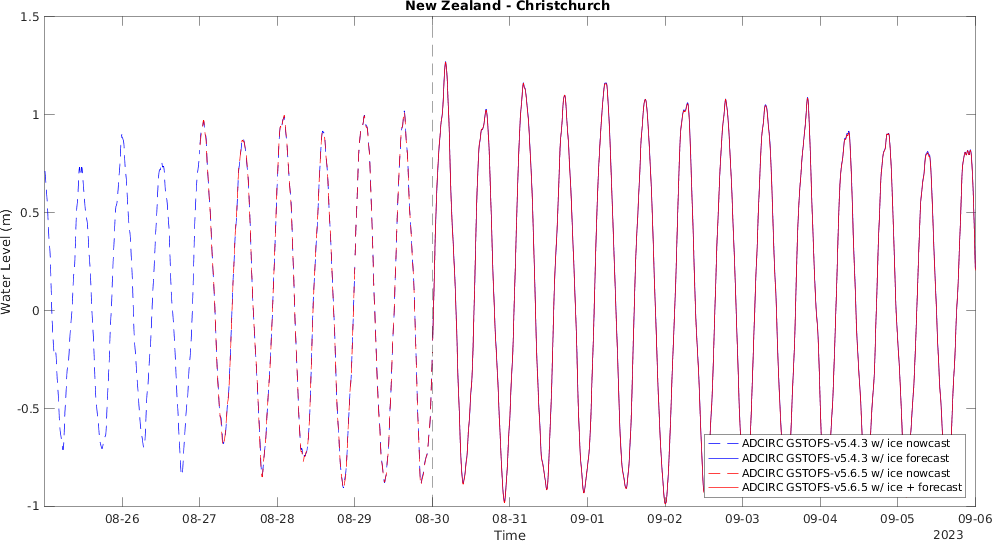 New Zealand - Christchurch
1.5
1
0.5
0
-0.5
-1
Water Level (m)
ADCIRC GSTOFS-v5.4.3 w/ ice nowcast
ADCIRC GSTOFS-v5.4.3 w/ ice forecast
ADCIRC GSTOFS-v5.6.5 w/ ice nowcast
ADCIRC GSTOFS-v5.6.5 w/ ice + forecast
08-26 08-27 08-28 08-29 08-30 08-31 09-01 09-02 09-03 09-04 09-05 09-06
Time
2023